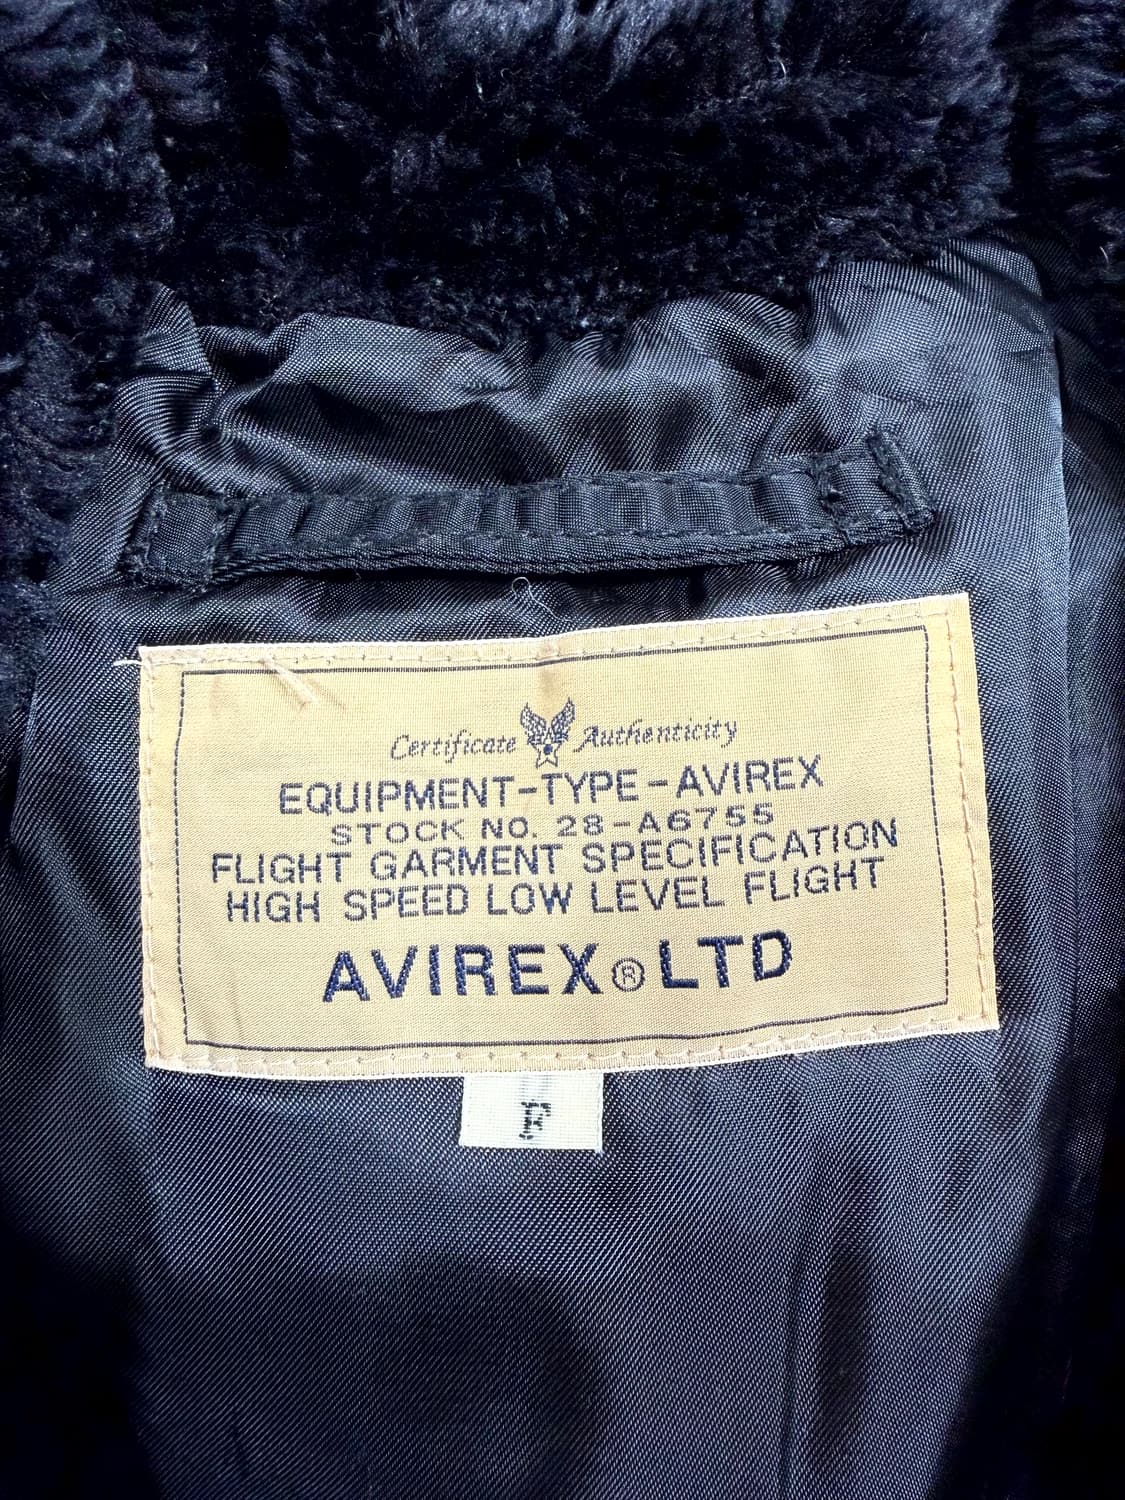 Certificate Authenticity
EQUIPMENT-TYPE-AVIREX
STOCK NO. 28-A6755
FLIGHT GARMENT SPECIFICATION
HIGH SPEED LOW LEVEL FLIGHT
AVIREX® LTD
F